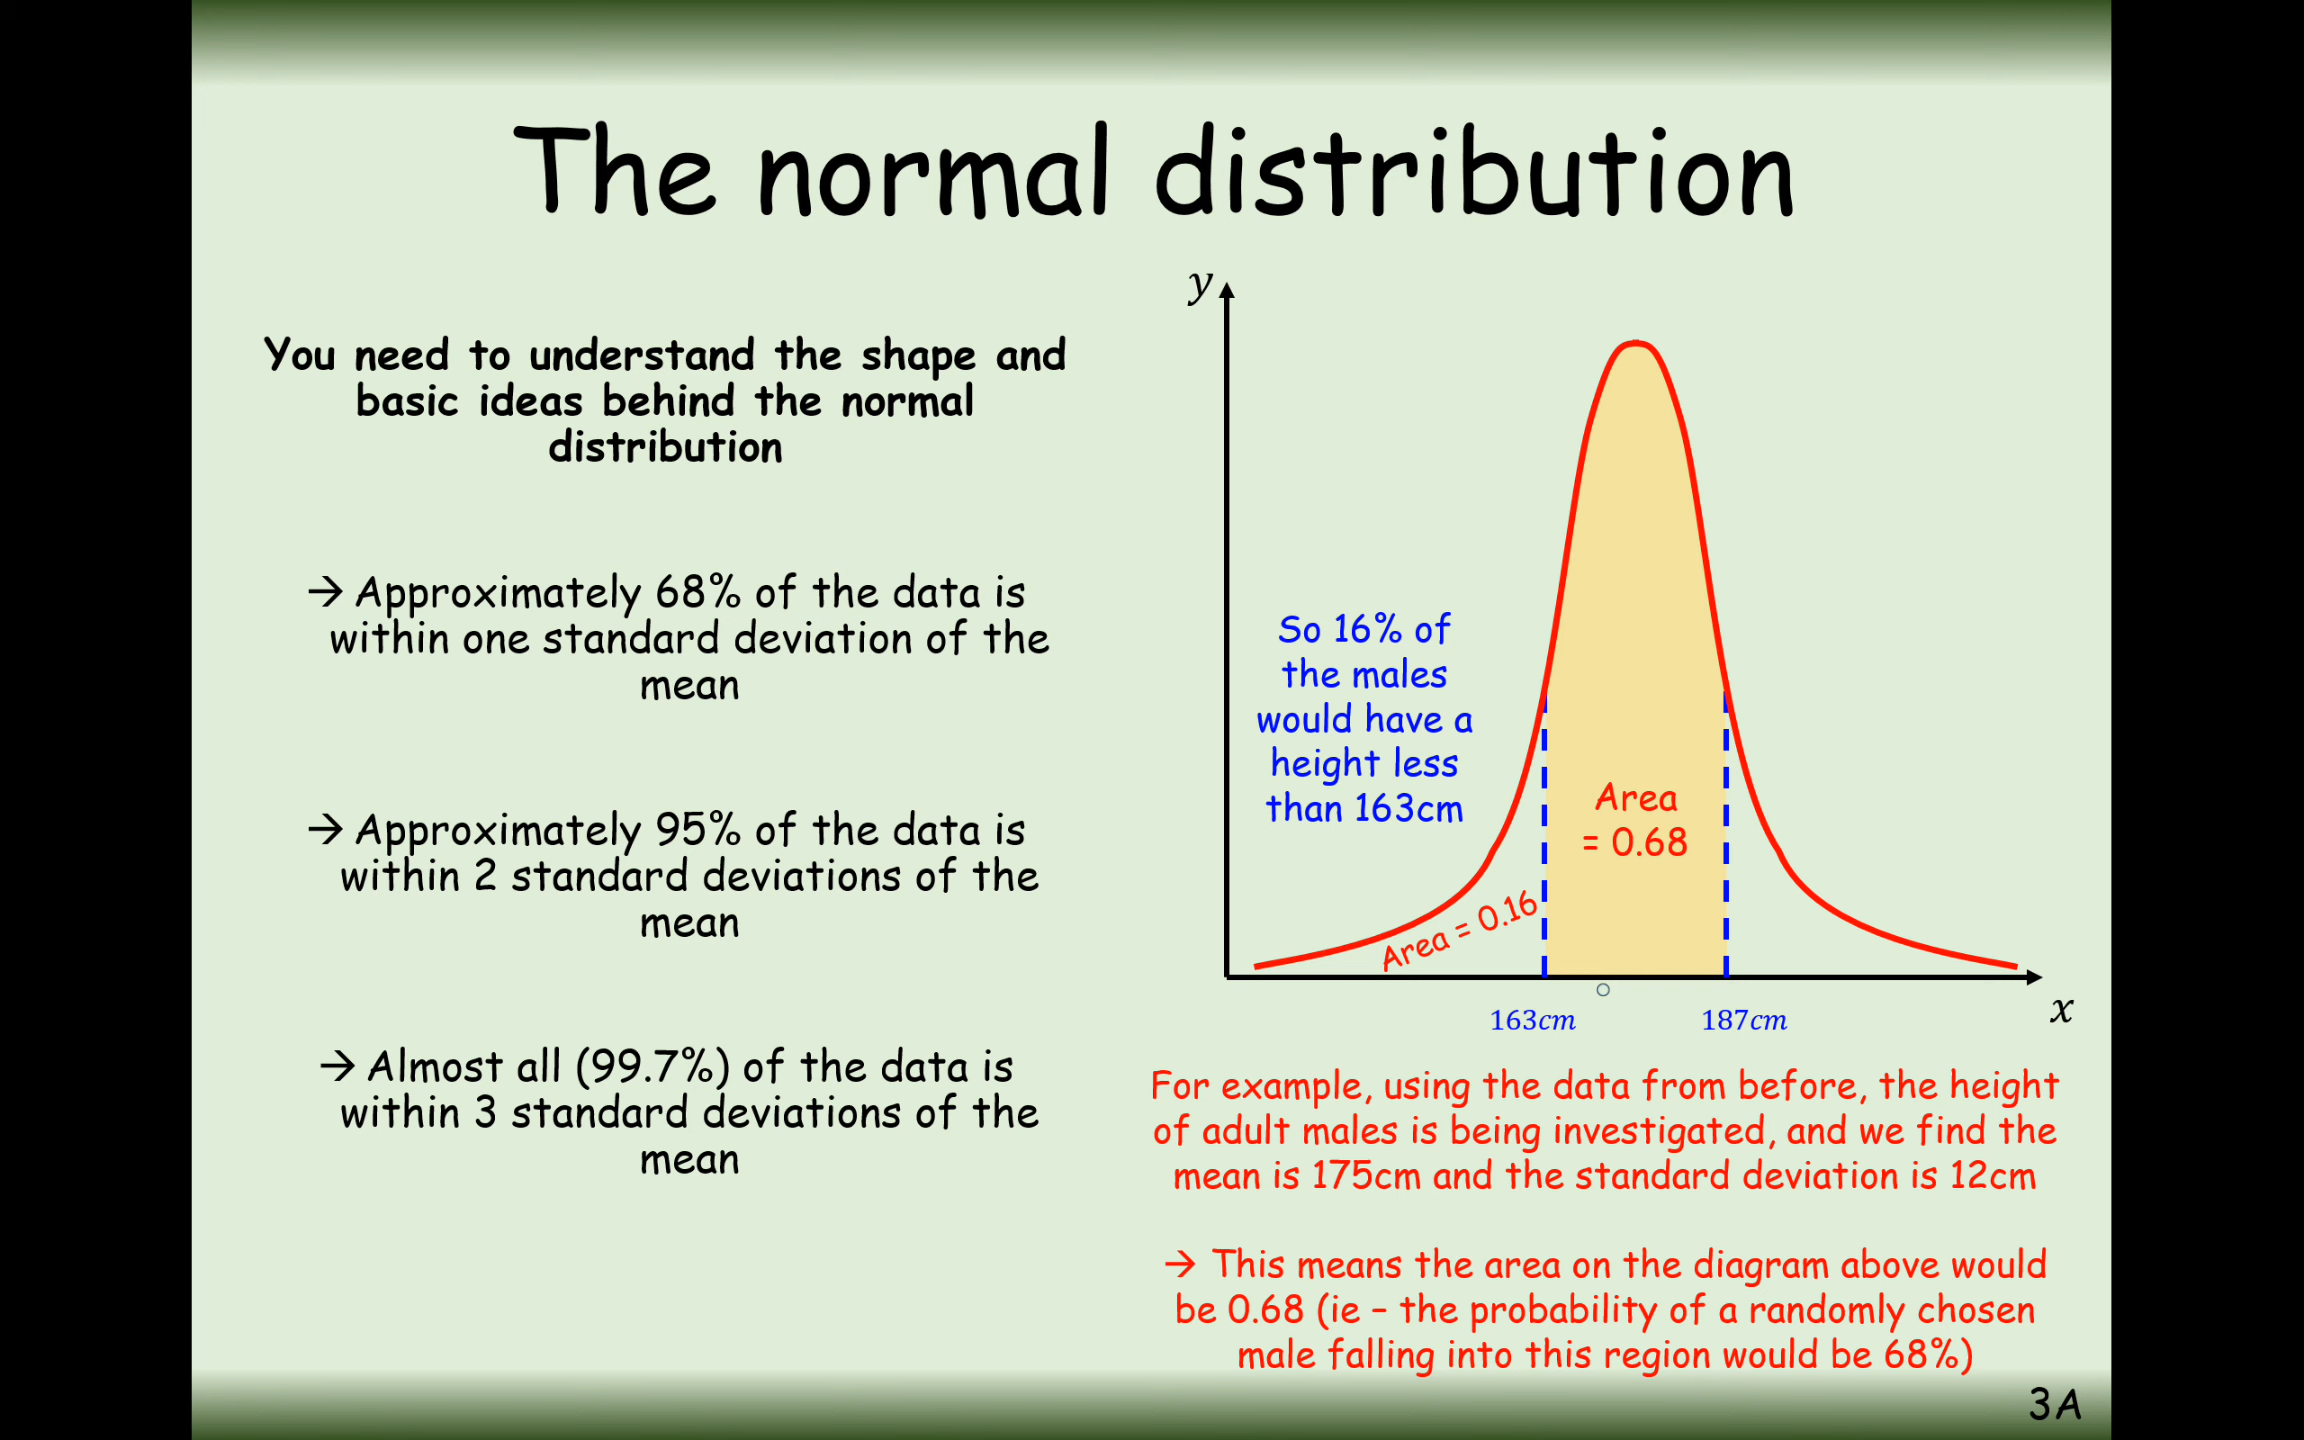 The normal distribution
You need to understand the shape and
basic ideas behind the normal
distribution
→ Approximately 68% of the data is
within one standard deviation of the
mean
→ Approximately 95% of the data is
within 2 standard deviations of the
mean
→ Almost all (99.7%) of the data is
within 3 standard deviations of the
mean
y
So 16% of
the males
would have a
height less
than 163cm
Area
= 0.68
Area = 0.16
163cm
187cm
x
For example, using the data from before, the height
of adult males is being investigated, and we find the
mean is 175cm and the standard deviation is 12cm
→ This means the area on the diagram above would
be 0.68 (ie – the probability of a randomly chosen
male falling into this region would be 68%)
3A